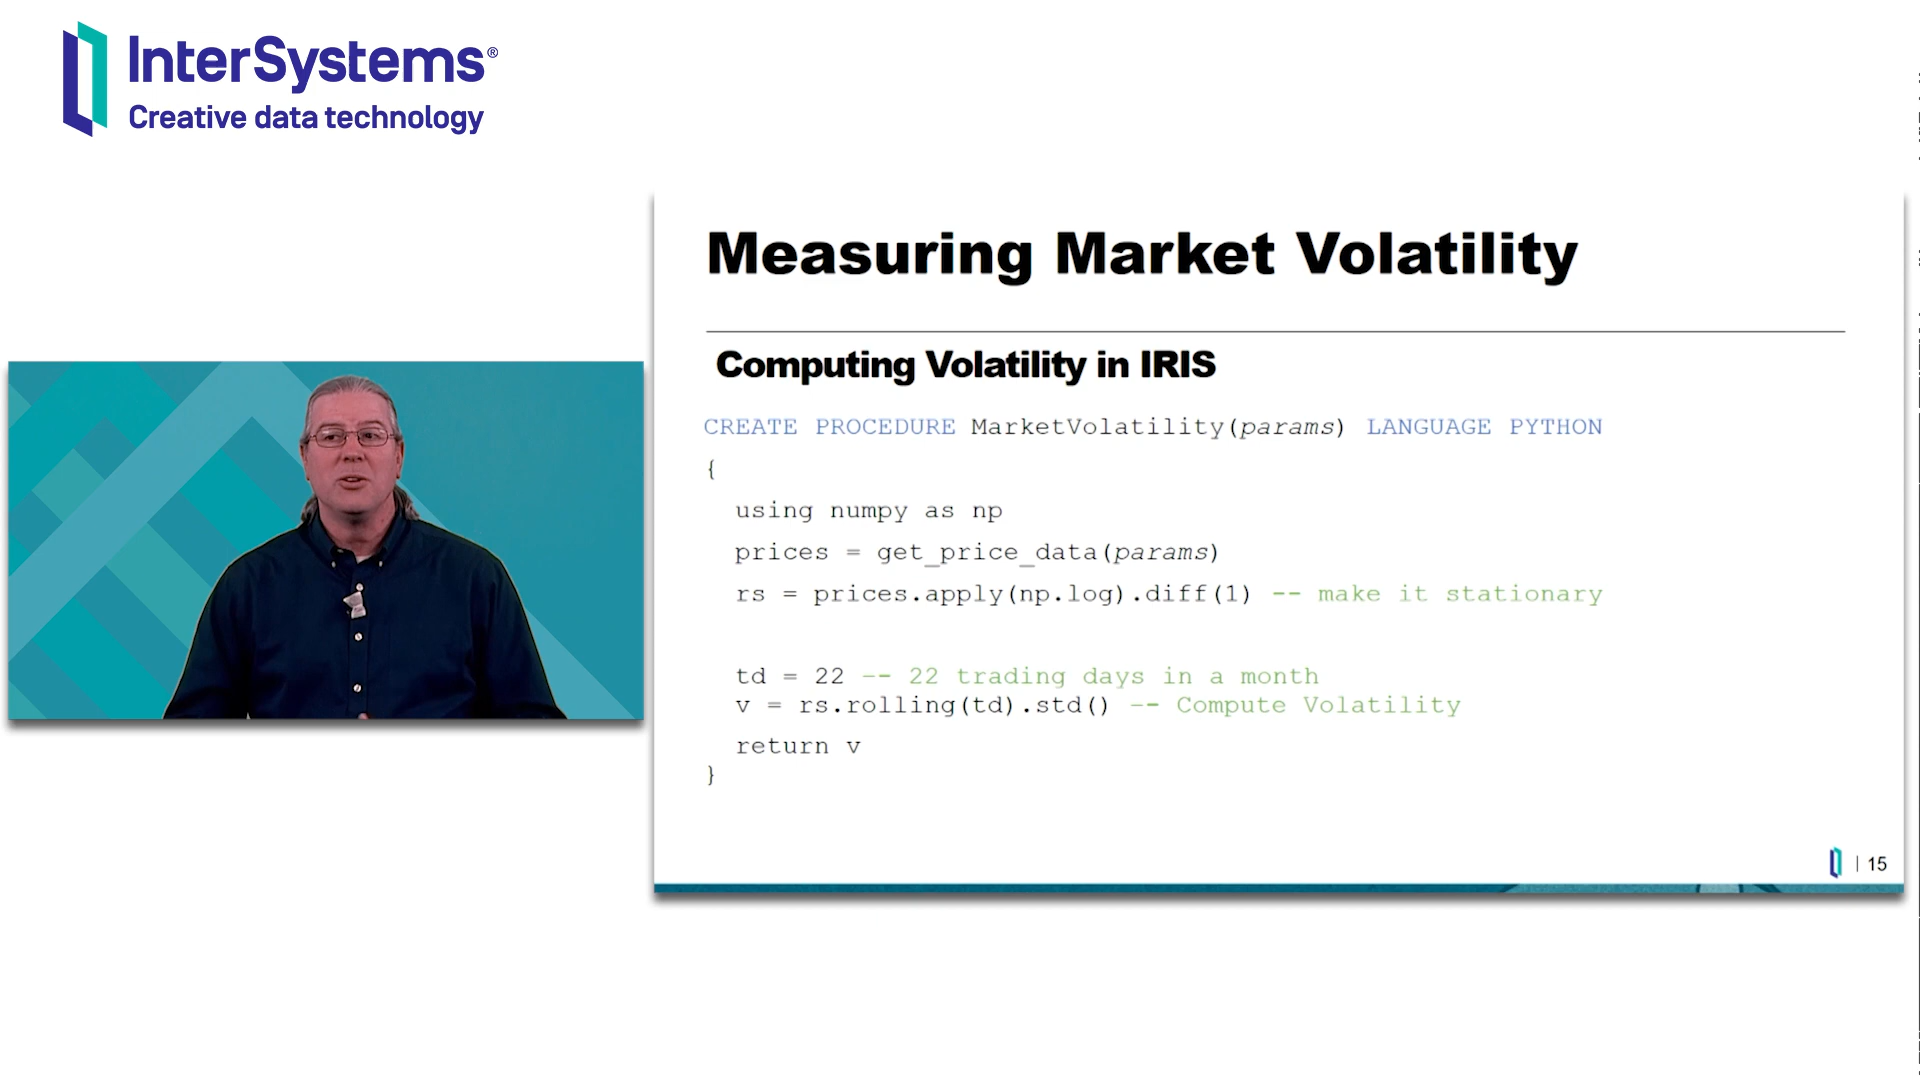 InterSystems®
Creative data technology
Measuring Market Volatility
Computing Volatility in IRIS
CREATE PROCEDURE MarketVolatility(params) LANGUAGE PYTHON
{
using numpy as np
prices = get_price_data(params)
rs = prices.apply(np.log).diff(1) -- make it stationary
td = 22 -- 22 trading days in a month
v = rs.rolling(td).std() -- Compute Volatility
return v
}
| 15